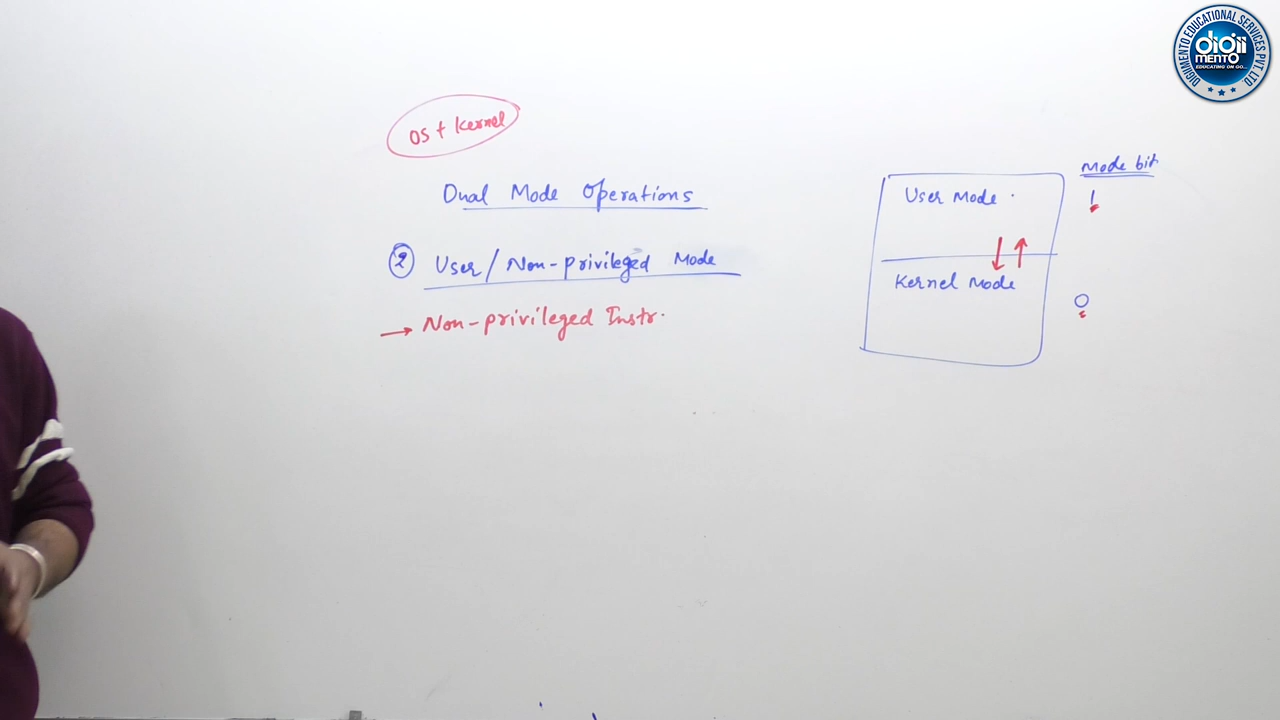 OS + Kernel
Dual Mode Operations
2 User / Non-privileged Mode
→ Non-privileged Instr.
Mode bit
User Mode
1
Kernel Mode
0
DIGIIMENTO EDUCATIONAL SERVICES PVT. LTD.
DIGII
MENTO
EDUCATING ON GO...